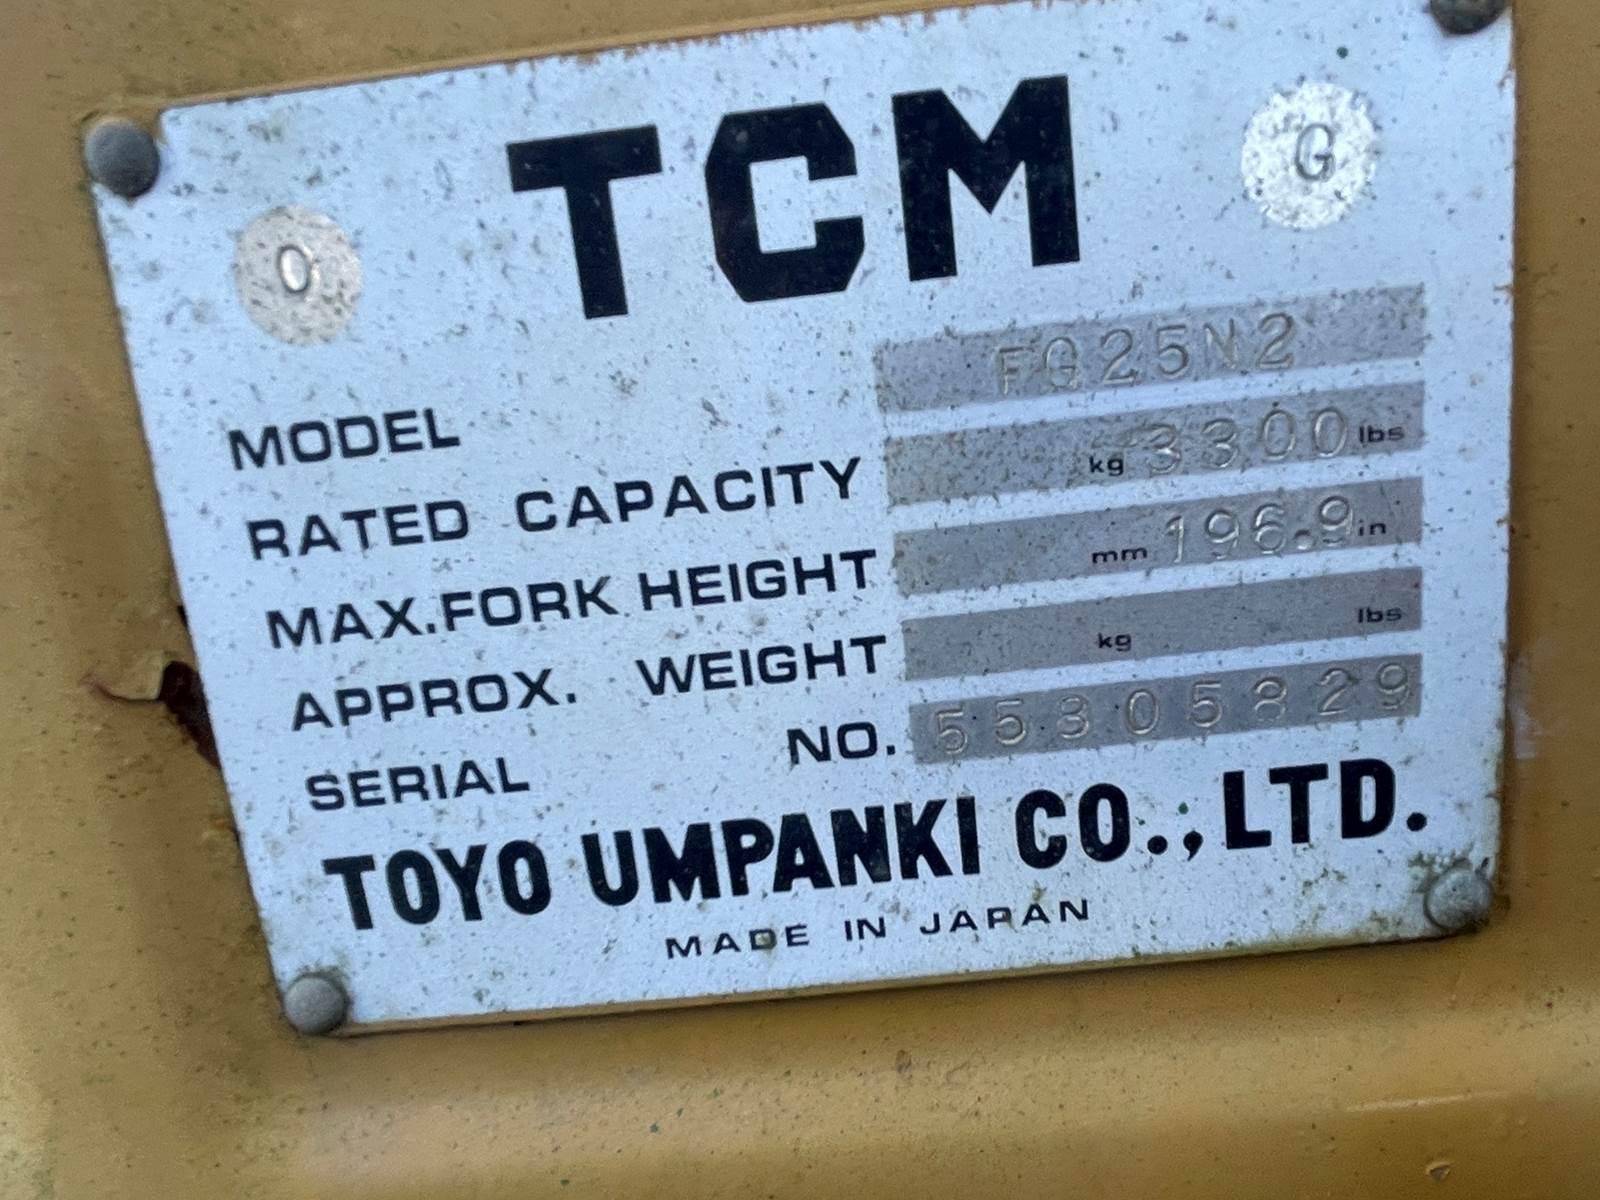 TCM
O G
MODEL FG25N2
RATED CAPACITY kg 3300 lbs
MAX.FORK HEIGHT mm 196.9 in
APPROX. WEIGHT kg lbs
SERIAL NO. 55805829
TOYO UMPANKI CO.,LTD.
MADE IN JAPAN